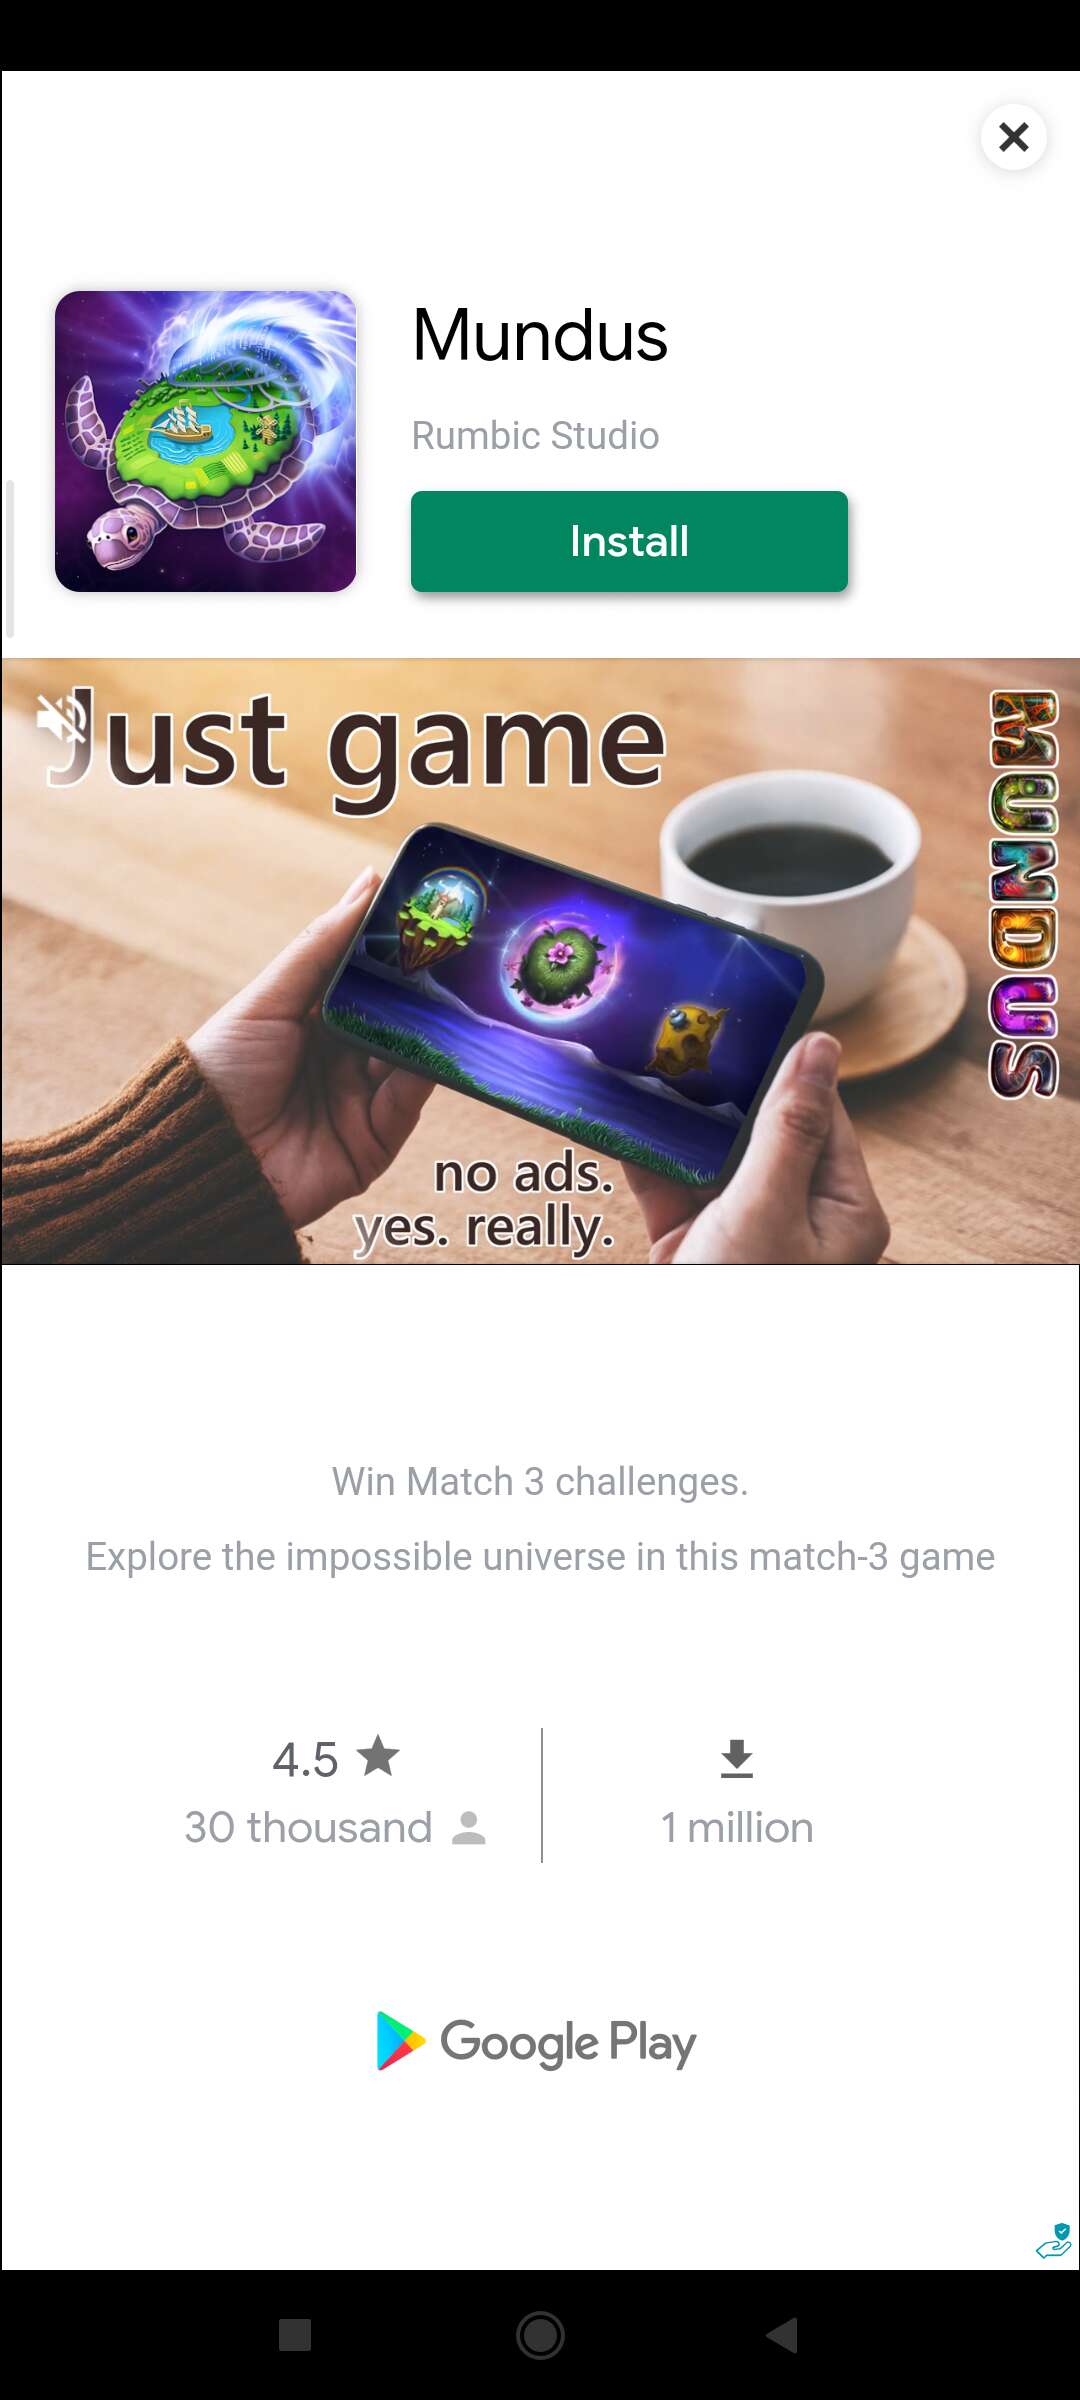 Mundus
Rumbic Studio
Install
Just game
MUNDUS
no ads.
yes. really.
Win Match 3 challenges.
Explore the impossible universe in this match-3 game
4.5
30 thousand
1 million
Google Play